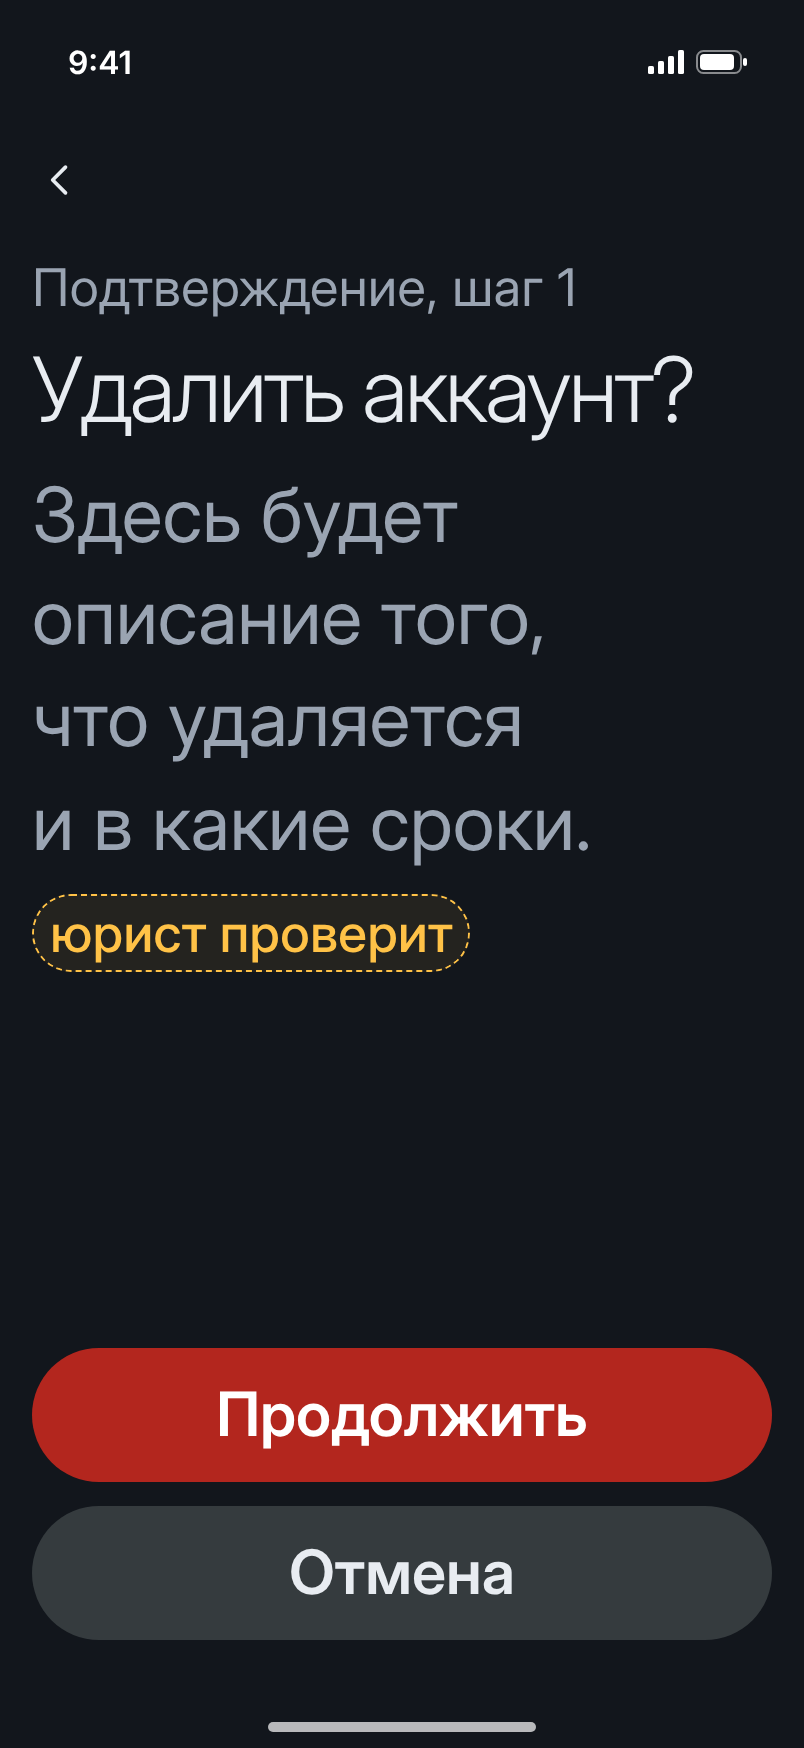 9:41
Подтверждение, шаг 1
Удалить аккаунт?
Здесь будет
описание того,
что удаляется
и в какие сроки.
юрист проверит
Продолжить
Отмена